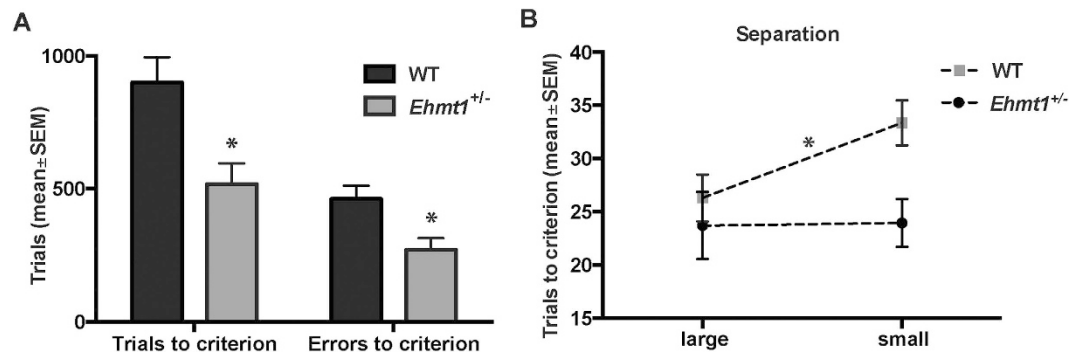 A
Trials (mean±SEM)
1000
500
0
WT
Ehmt1+/-
*
*
Trials to criterion
Errors to criterion
B
Separation
Trials to criterion (mean±SEM)
40
35
30
25
20
15
WT
Ehmt1+/-
*
large
small